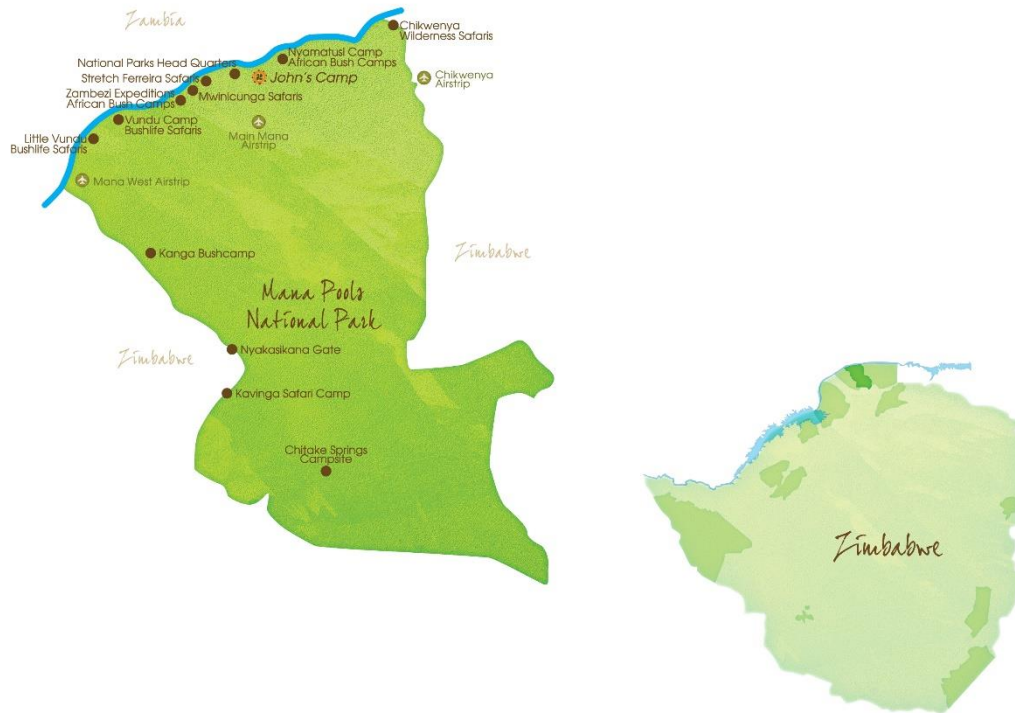 Zambia
Chikwenya
Wilderness Safaris
Nyamatusi Camp
African Bush Camps
National Parks Head Quarters
John's Camp
Chikwenya
Airstrip
Stretch Ferreira Safaris
Zambezi Expeditions
African Bush Camps
Mwinicunga Safaris
Vundu Camp
Bushlife Safaris
Main Mana
Airstrip
Little Vundu
Bushlife Safaris
Mana West Airstrip
Kanga Bushcamp
Zimbabwe
Mana Pools
National Park
Nyakasikana Gate
Zimbabwe
Kavinga Safari Camp
Chitake Springs
Campsite
Zimbabwe